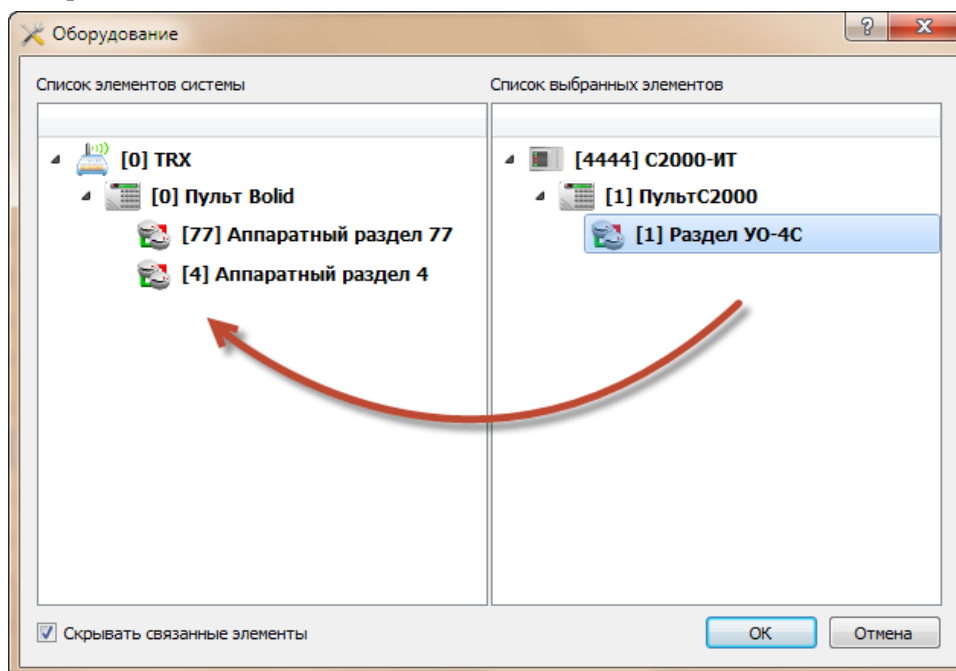 Оборудование
Список элементов системы
Список выбранных элементов
[0] TRX
[0] Пульт Bolid
[77] Аппаратный раздел 77
[4] Аппаратный раздел 4
[4444] С2000-ИТ
[1] ПультС2000
[1] Раздел УО-4С
Скрывать связанные элементы
ОК
Отмена